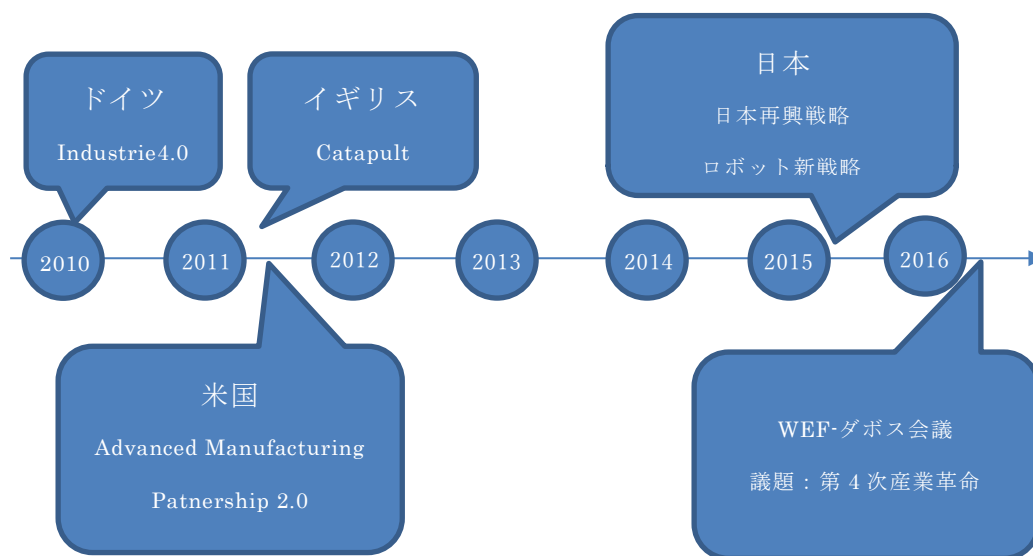 ドイツ
Industrie4.0
イギリス
Catapult
日本
日本再興戦略
ロボット新戦略
2010
2011
2012
2013
2014
2015
2016
米国
Advanced Manufacturing
Patnership 2.0
WEF-ダボス会議
議題：第 4 次産業革命